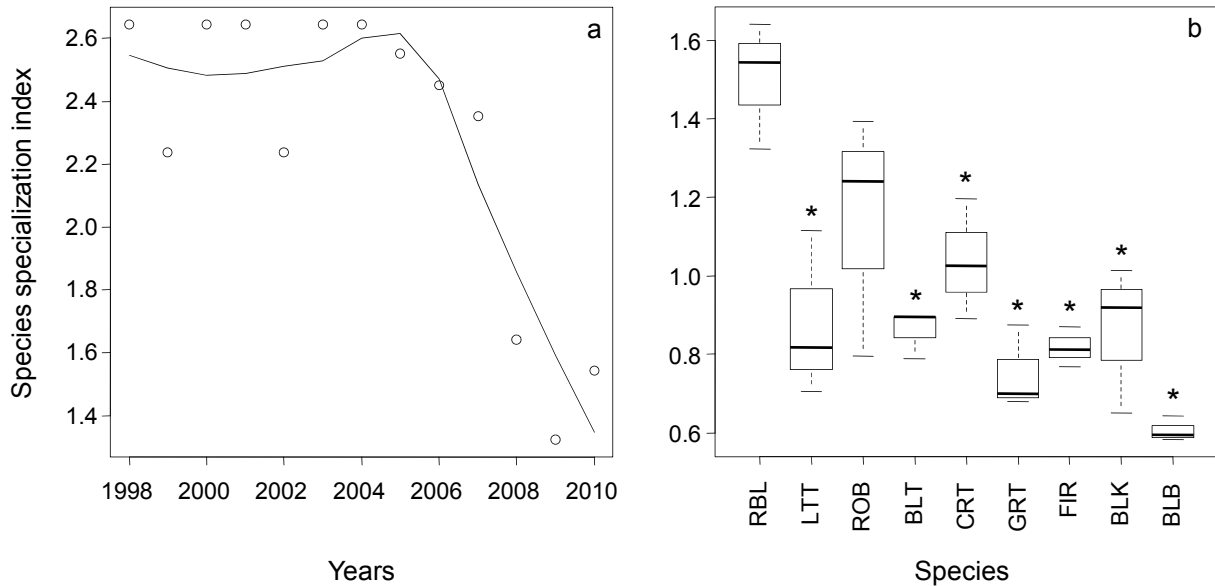 a
2.6
2.4
2.2
2.0
1.8
1.6
1.4
Species specialization index
1998 2000 2002 2004 2006 2008 2010
Years
b
1.6
1.4
1.2
1.0
0.8
0.6
* * * * * * *
RBL
LTT
ROB
BLT
CRT
GRT
FIR
BLK
BLB
Species